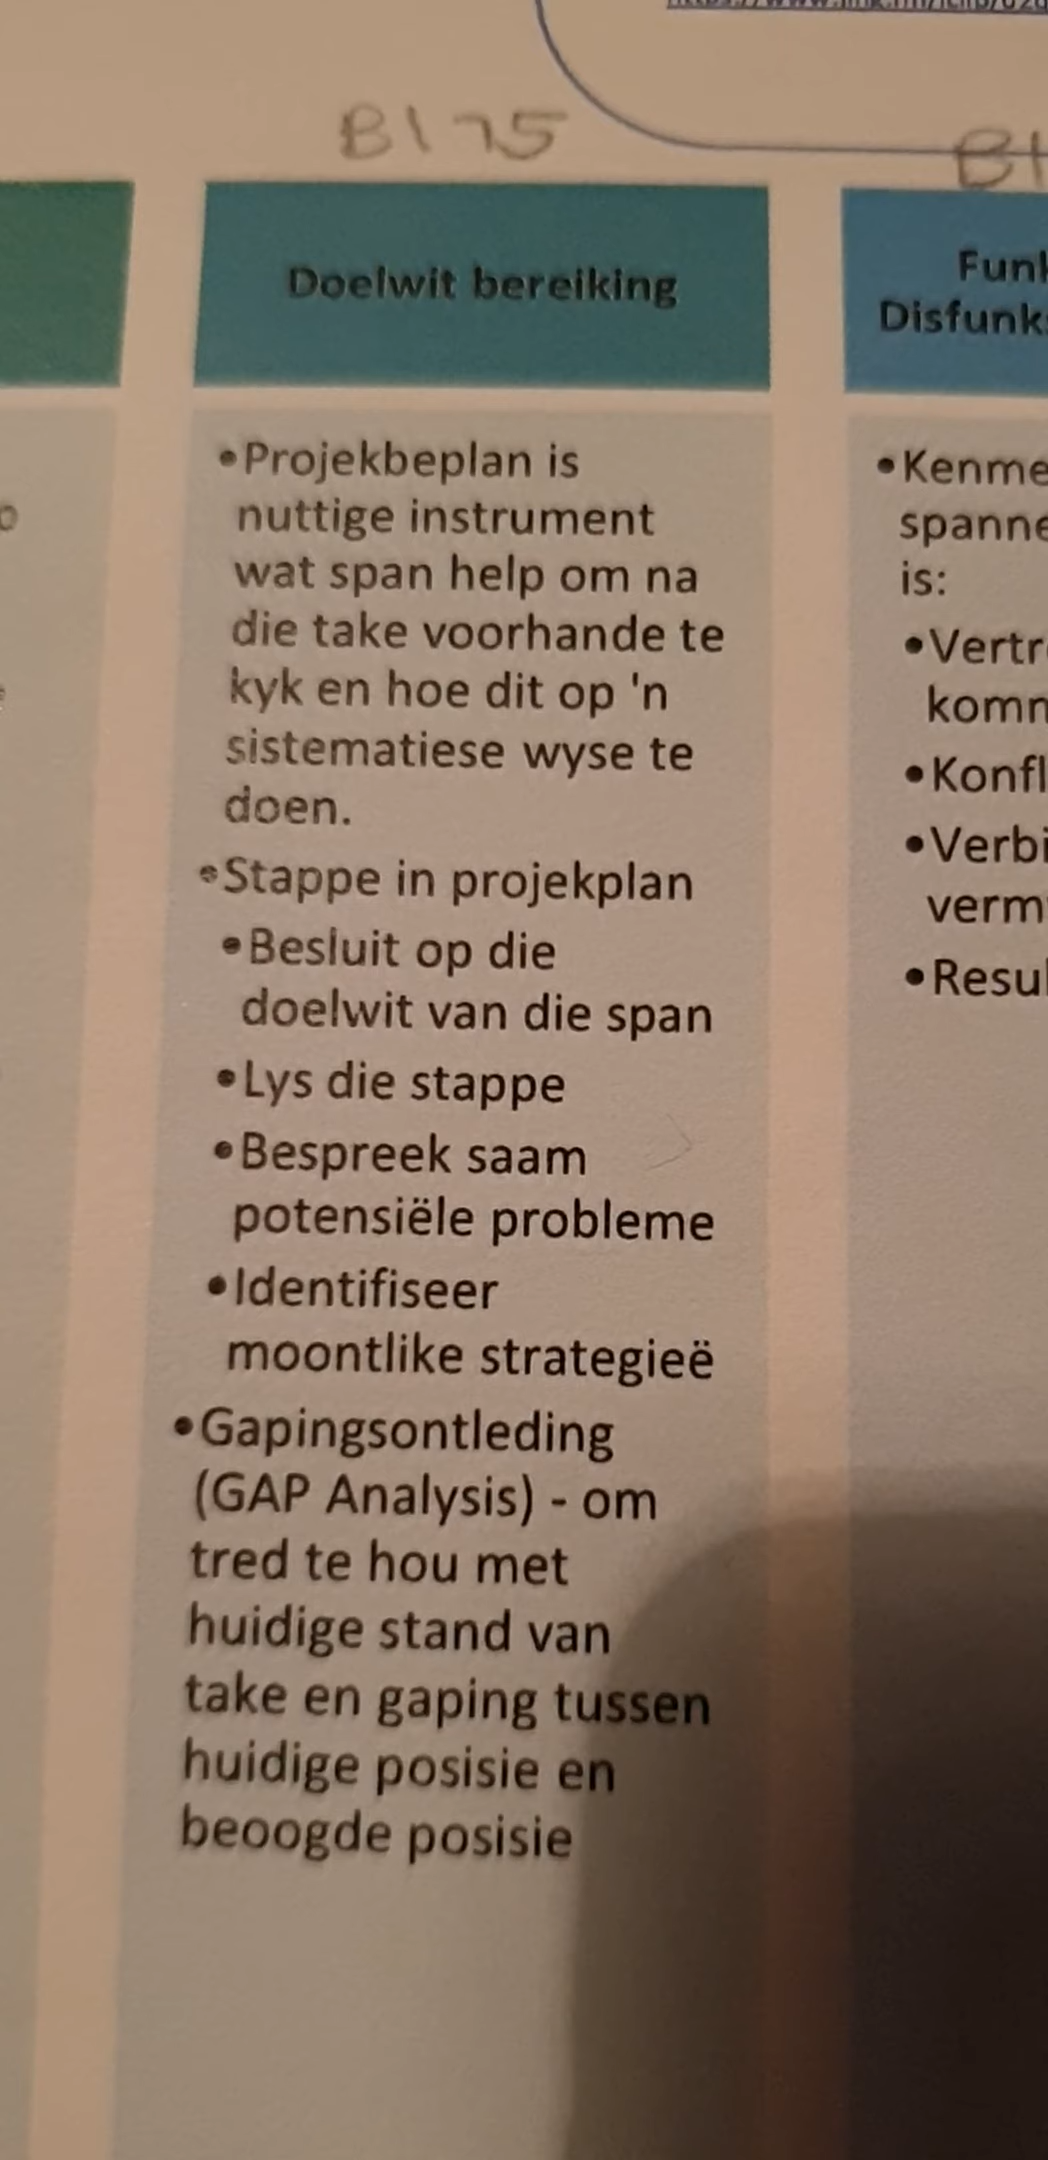 Bl 75
Doelwit bereiking
•Projekbeplan is
nuttige instrument
wat span help om na
die take voorhande te
kyk en hoe dit op 'n
sistematiese wyse te
doen.
•Stappe in projekplan
•Besluit op die
doelwit van die span
•Lys die stappe
•Bespreek saam
potensiële probleme
•Identifiseer
moontlike strategieë
•Gapingsontleding
(GAP Analysis) - om
tred te hou met
huidige stand van
take en gaping tussen
huidige posisie en
beoogde posisie
Bl
•
is: